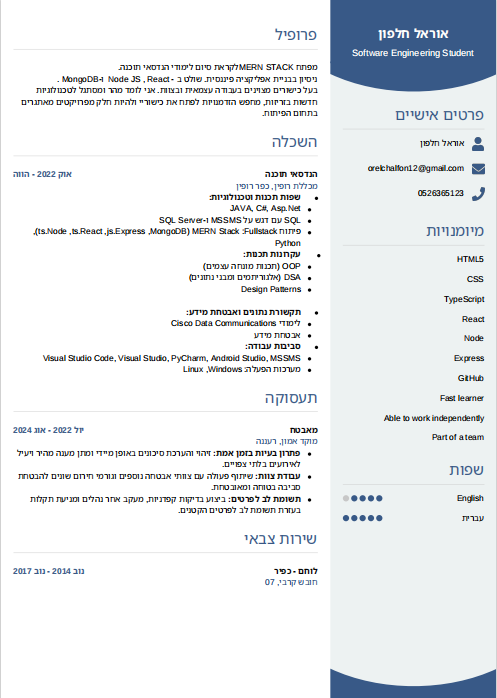 אוראל חלפון
Software Engineering Student
פרטים אישיים
אוראל חלפון
orelchalfon12@gmail.com
0526365123
מיומנויות
HTML5
CSS
TypeScript
React
Node
Express
GitHub
Fast learner
Able to work independently
Part of a team
שפות
English
עברית
פרופיל
מפתח MERN STACKלקראת סיום לימודי הנדסאי תוכנה.
ניסיון בבניית אפליקציה פיננסית. שולט ב - Node JS , React ו-MongoDB .
בעל כישורים מצוינים בעבודה עצמאית ובצוות. אני לומד מהר ומסתגל לטכנולוגיות
חדשות בזריזות, מחפש הזדמנויות לפתח את כישוריי ולהיות חלק מפרויקטים מאתגרים
בתחום הפיתוח.
השכלה
הנדסאי תוכנה
אוק 2022 - הווה
מכללת רופין, כפר רופין
שפות תכנות וטכנולוגיות:
JAVA, C#, Asp.Net
SQL עם דגש על MSSMS ו-SQL Server
פיתוח Fullstack: MERN Stack (MongoDB, js.Express, ts.React, ts.Node),
Python
עקרונות תכנות:
OOP (תכנות מונחה עצמים)
DSA (אלגוריתמים ומבני נתונים)
Design Patterns
תקשורת נתונים ואבטחת מידע:
לימודי Cisco Data Communications
אבטחת מידע
סביבות עבודה:
Visual Studio Code, Visual Studio, PyCharm, Android Studio, MSSMS
מערכות הפעלה: Linux ,Windows
תעסוקה
מאבטח
יול 2022 - אוג 2024
מוקד אמון, רעננה
פתרון בעיות בזמן אמת: זיהוי והערכת סיכונים באופן מיידי ומתן מענה מהיר ויעיל
לאירועים בלתי צפויים.
עבודת צוות: שיתוף פעולה עם צוותי אבטחה נוספים וגורמי חירום שונים להבטחת
סביבה בטוחה ומאובטחת.
תשומת לב לפרטים: ביצוע בדיקות קפדניות, מעקב אחר נהלים ומניעת תקלות
בעזרת תשומת לב לפרטים הקטנים.
שירות צבאי
לוחם - כפיר
נוב 2014 - נוב 2017
חובש קרבי, 07